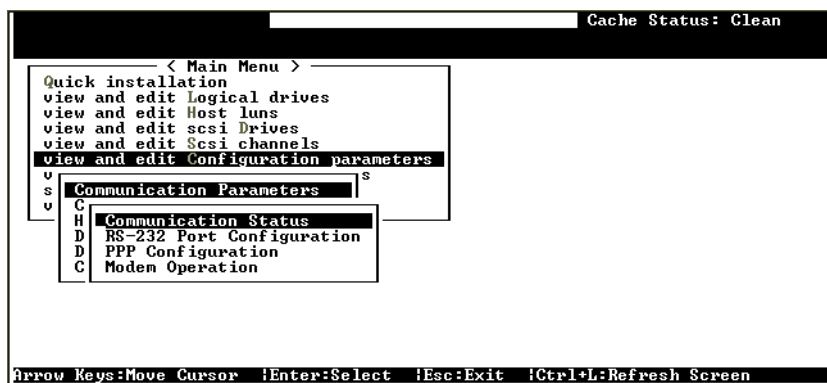 Cache Status: Clean
< Main Menu >
Quick installation
view and edit Logical drives
view and edit Host luns
view and edit scsi Drives
view and edit Scsi channels
view and edit Configuration parameters
v s
s Communication Parameters
v C
H Communication Status
D RS-232 Port Configuration
D PPP Configuration
C Modem Operation
Arrow Keys:Move Cursor |Enter:Select |Esc:Exit |Ctrl+L:Refresh Screen